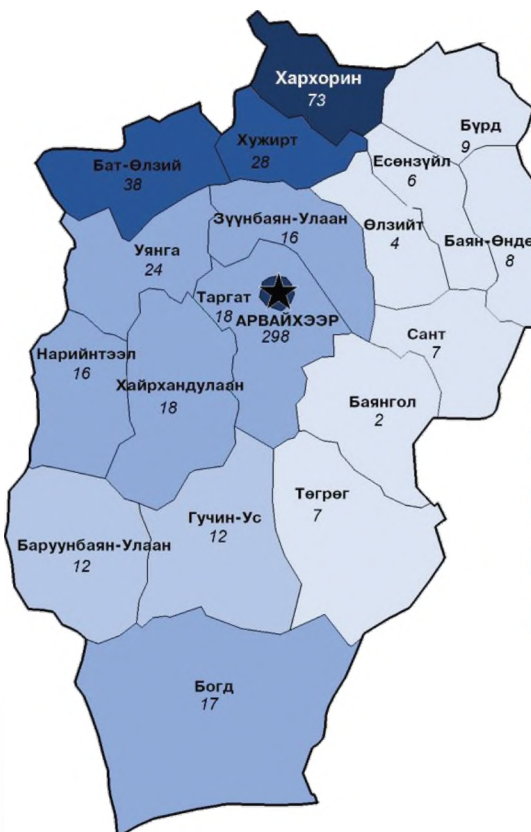 Хархорин
73
Бүрд
9
Хужирт
28
Есөнзүйл
6
Бат-Өлзий
38
Зүүнбаян-Улаан
16
Өлзийт
4
Баян-Өнде
8
Уянга
24
Таргат
18
АРВАЙХЭЭР
298
Сант
7
Нарийнтээл
16
Хайрхандулаан
18
Баянгол
2
Төгрөг
7
Гучин-Ус
12
Баруунбаян-Улаан
12
Богд
17